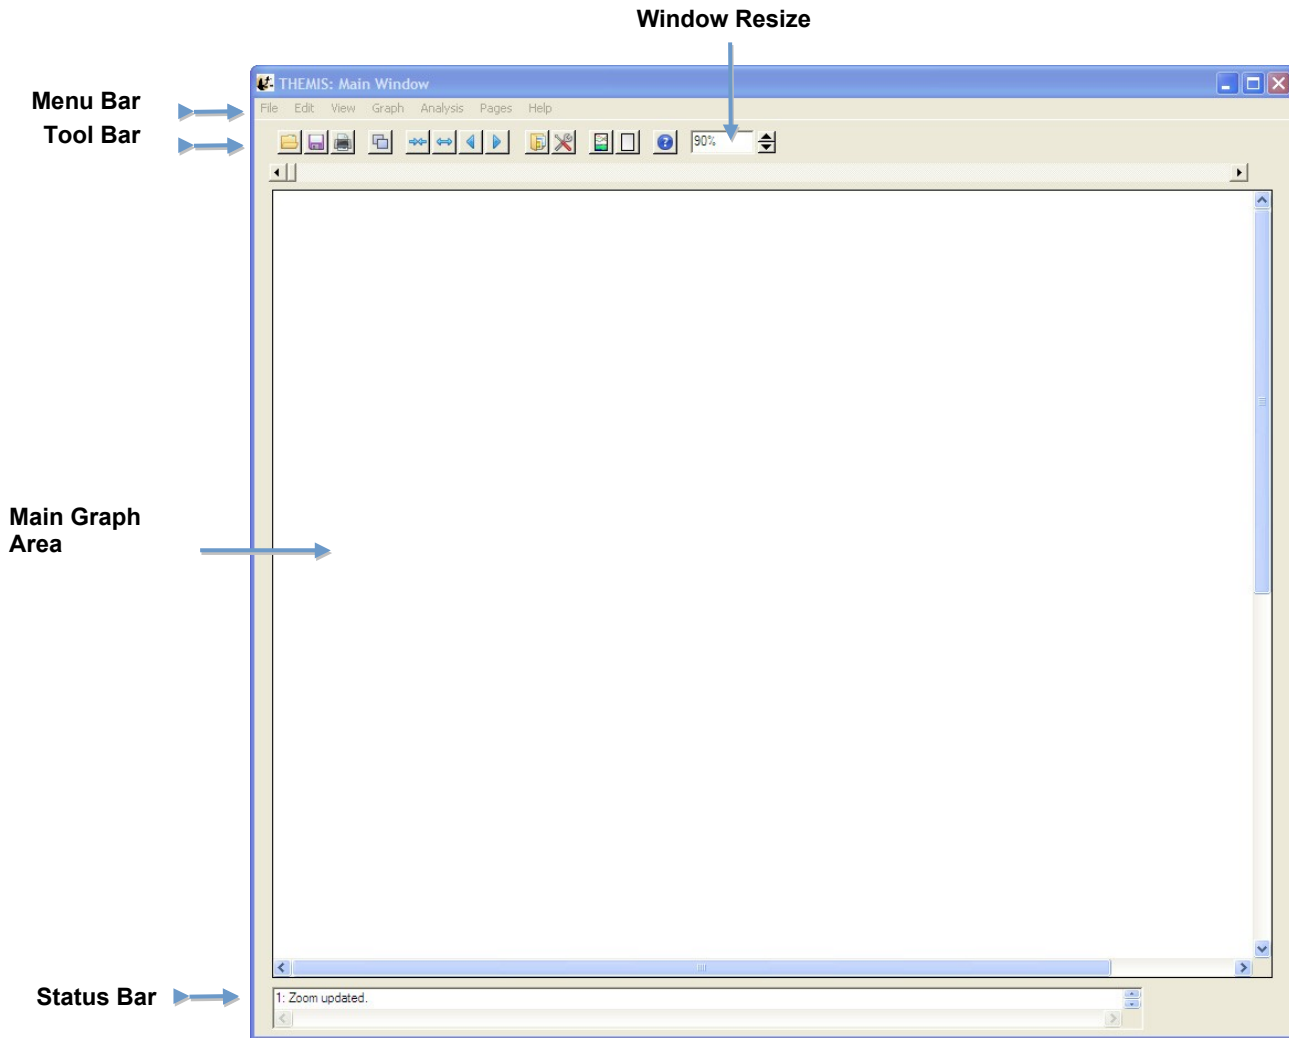 Window Resize
THEMIS: Main Window
Menu Bar
File Edit View Graph Analysis Pages Help
Tool Bar
90%
Main Graph
Area
Status Bar
1: Zoom updated.